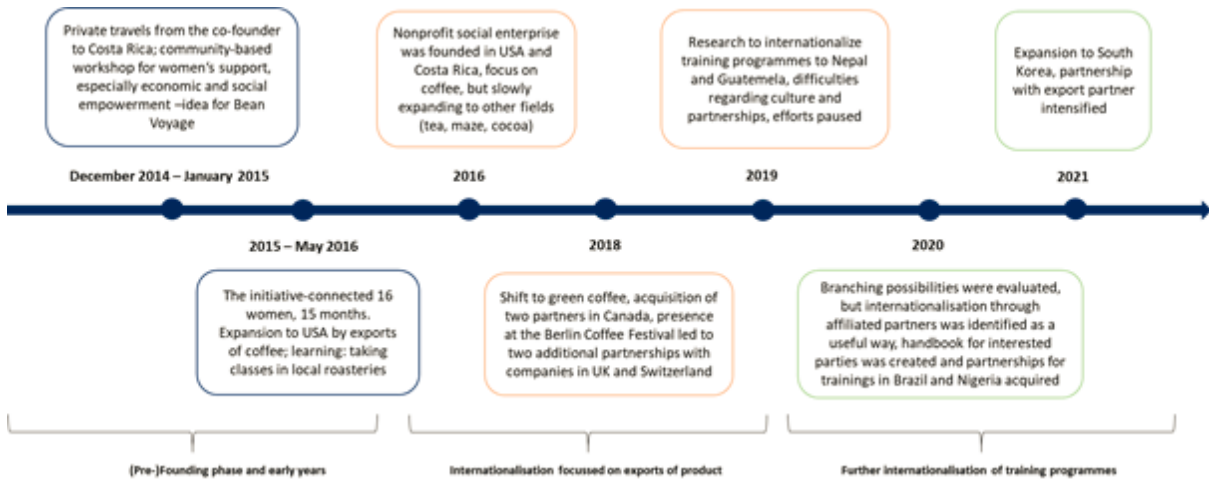 Private travels from the co-founder
to Costa Rica; community-based
workshop for women's support,
especially economic and social
empowerment –idea for Bean
Voyage
Nonprofit social enterprise
was founded in USA and
Costa Rica, focus on
coffee, but slowly
expanding to other fields
(tea, maze, cocoa)
Research to internationalize
training programmes to Nepal
and Guatemela, difficulties
regarding culture and
partnerships, efforts paused
Expansion to South
Korea, partnership
with export partner
intensified
December 2014 – January 2015
2016
2019
2021
2015 – May 2016
2018
2020
The initiative-connected 16
women, 15 months.
Expansion to USA by exports
of coffee; learning: taking
classes in local roasteries
Shift to green coffee, acquisition of
two partners in Canada, presence
at the Berlin Coffee Festival led to
two additional partnerships with
companies in UK and Switzerland
Branching possibilities were evaluated,
but internationalisation through
affiliated partners was identified as a
useful way, handbook for interested
parties was created and partnerships for
trainings in Brazil and Nigeria acquired
(Pre-)Founding phase and early years
Internationalisation focussed on exports of product
Further internationalisation of training programmes